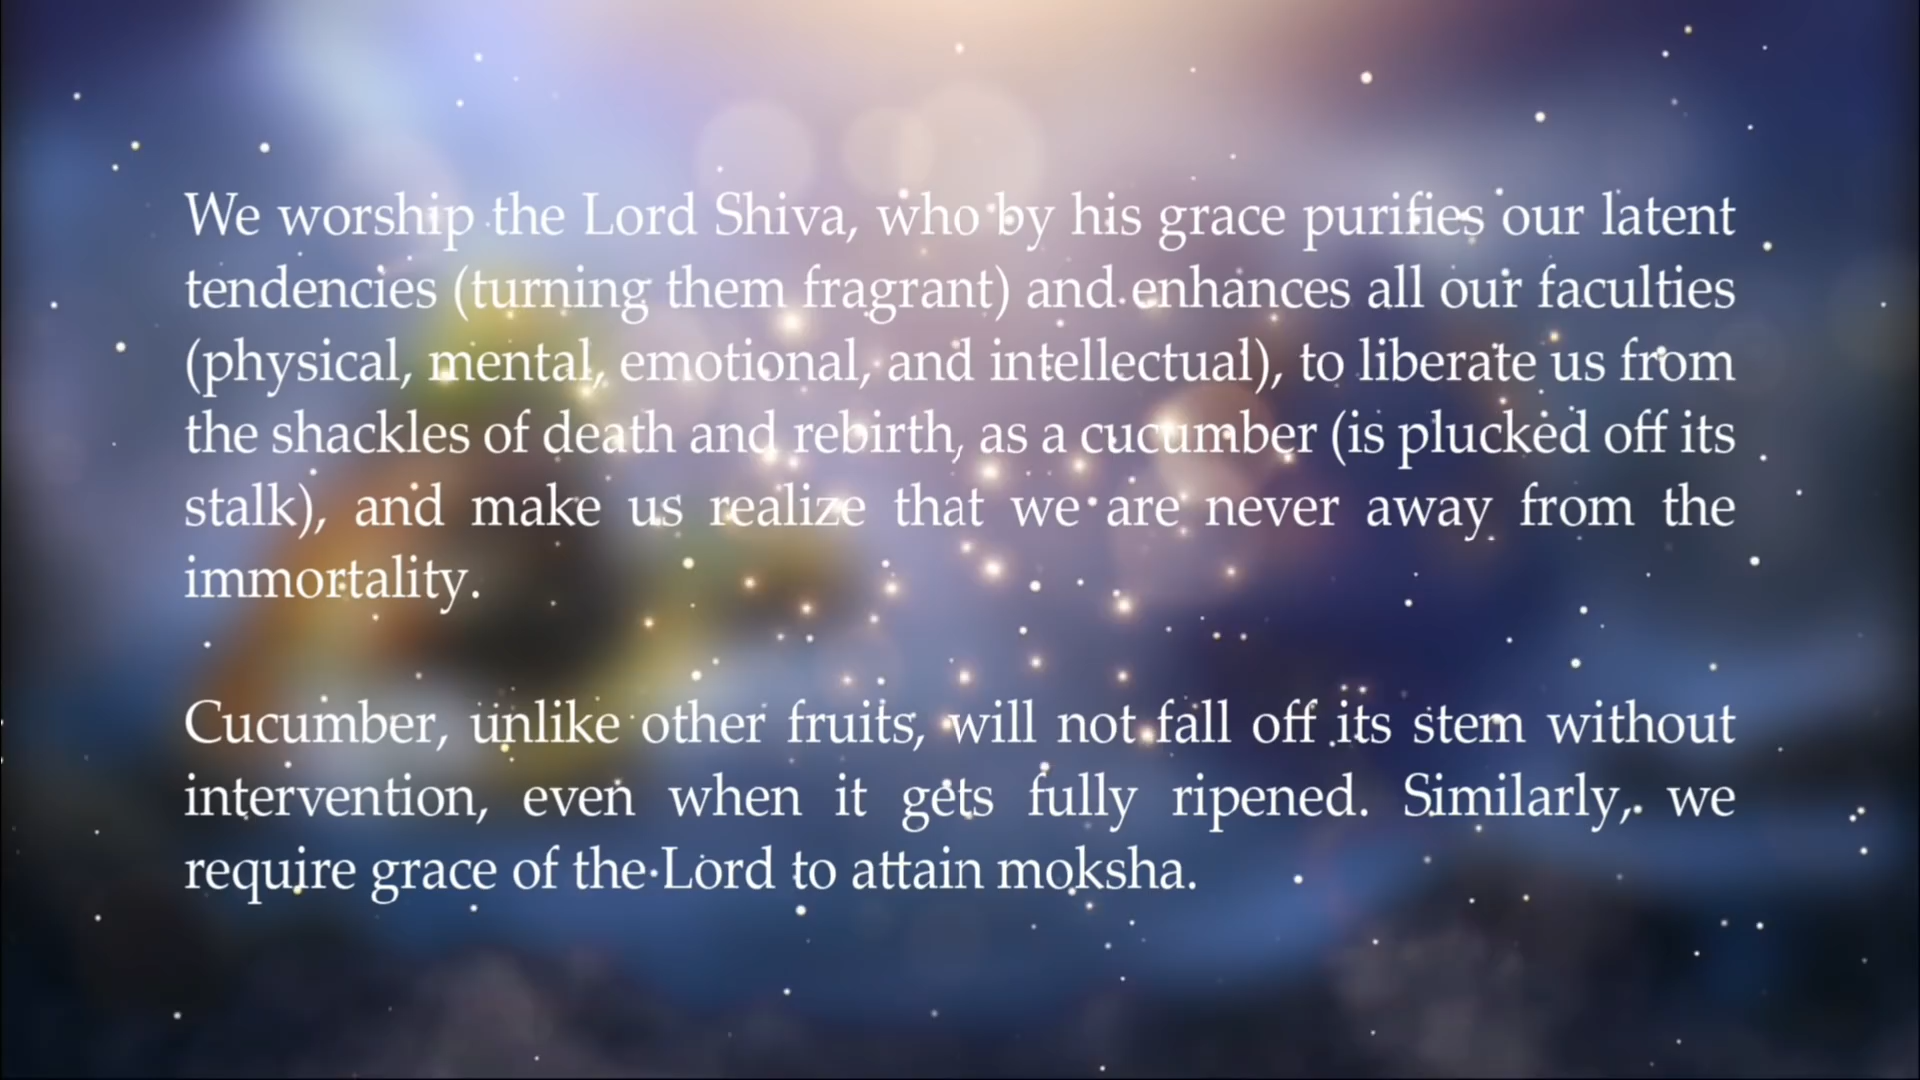 We worship the Lord Shiva, who by his grace purifies our latent
tendencies (turning them fragrant) and enhances all our faculties
(physical, mental, emotional, and intellectual), to liberate us from
the shackles of death and rebirth, as a cucumber (is plucked off its
stalk), and make us realize that we are never away from the
immortality.
Cucumber, unlike other fruits, will not fall off its stem without
intervention, even when it gets fully ripened. Similarly, we
require grace of the Lord to attain moksha.